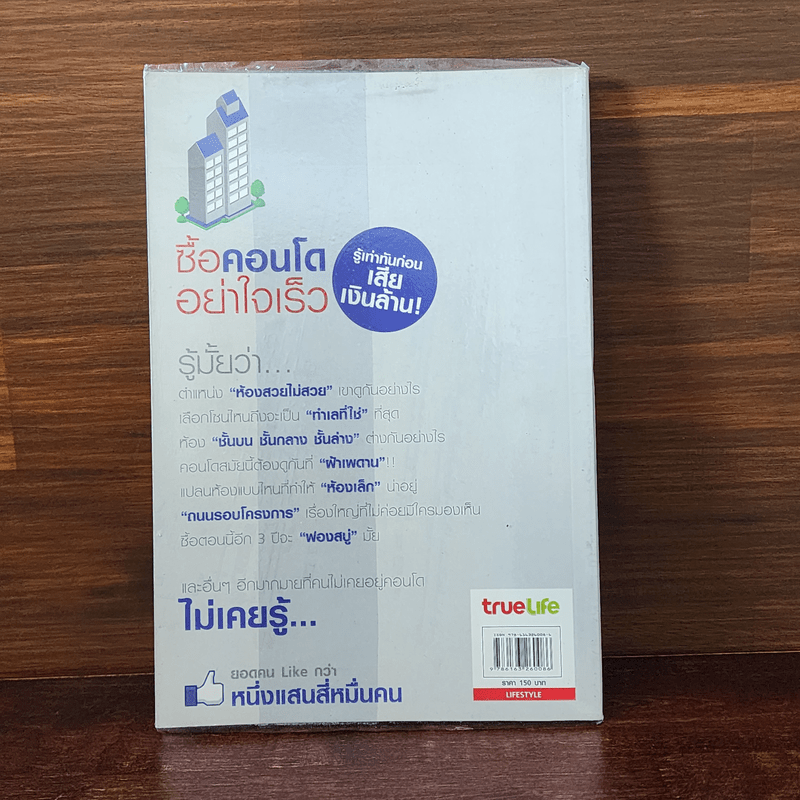 ซื้อคอนโด
อย่าใจเร็ว
รู้เท่าทันก่อน
เสีย
เงินล้าน!
รู้มั้ยว่า...
ตำแหน่ง “ห้องสวยไม่สวย” เขาดูกันอย่างไร
เลือกโซนไหนถึงจะเป็น “ทำเลที่ใช่” ที่สุด
ห้อง “ชั้นบน ชั้นกลาง ชั้นล่าง” ต่างกันอย่างไร
คอนโดสมัยนี้ต้องดูกันที่ “ฝ้าเพดาน”!!
แปลนห้องแบบไหนที่ทำให้ “ห้องเล็ก” น่าอยู่
“ถนนรอบโครงการ” เรื่องใหญ่ที่ไม่ค่อยมีใครมองเห็น
ซื้อตอนนี้อีก 3 ปีจะ “ฟองสบู่” มั้ย
และอื่นๆ อีกมากมายที่คนไม่เคยอยู่คอนโด
ไม่เคยรู้...
ยอดคน Like กว่า
หนึ่งแสนสี่หมื่นคน
trueLife
9 786163 260086
ราคา 150 บาท
LIFESTYLE